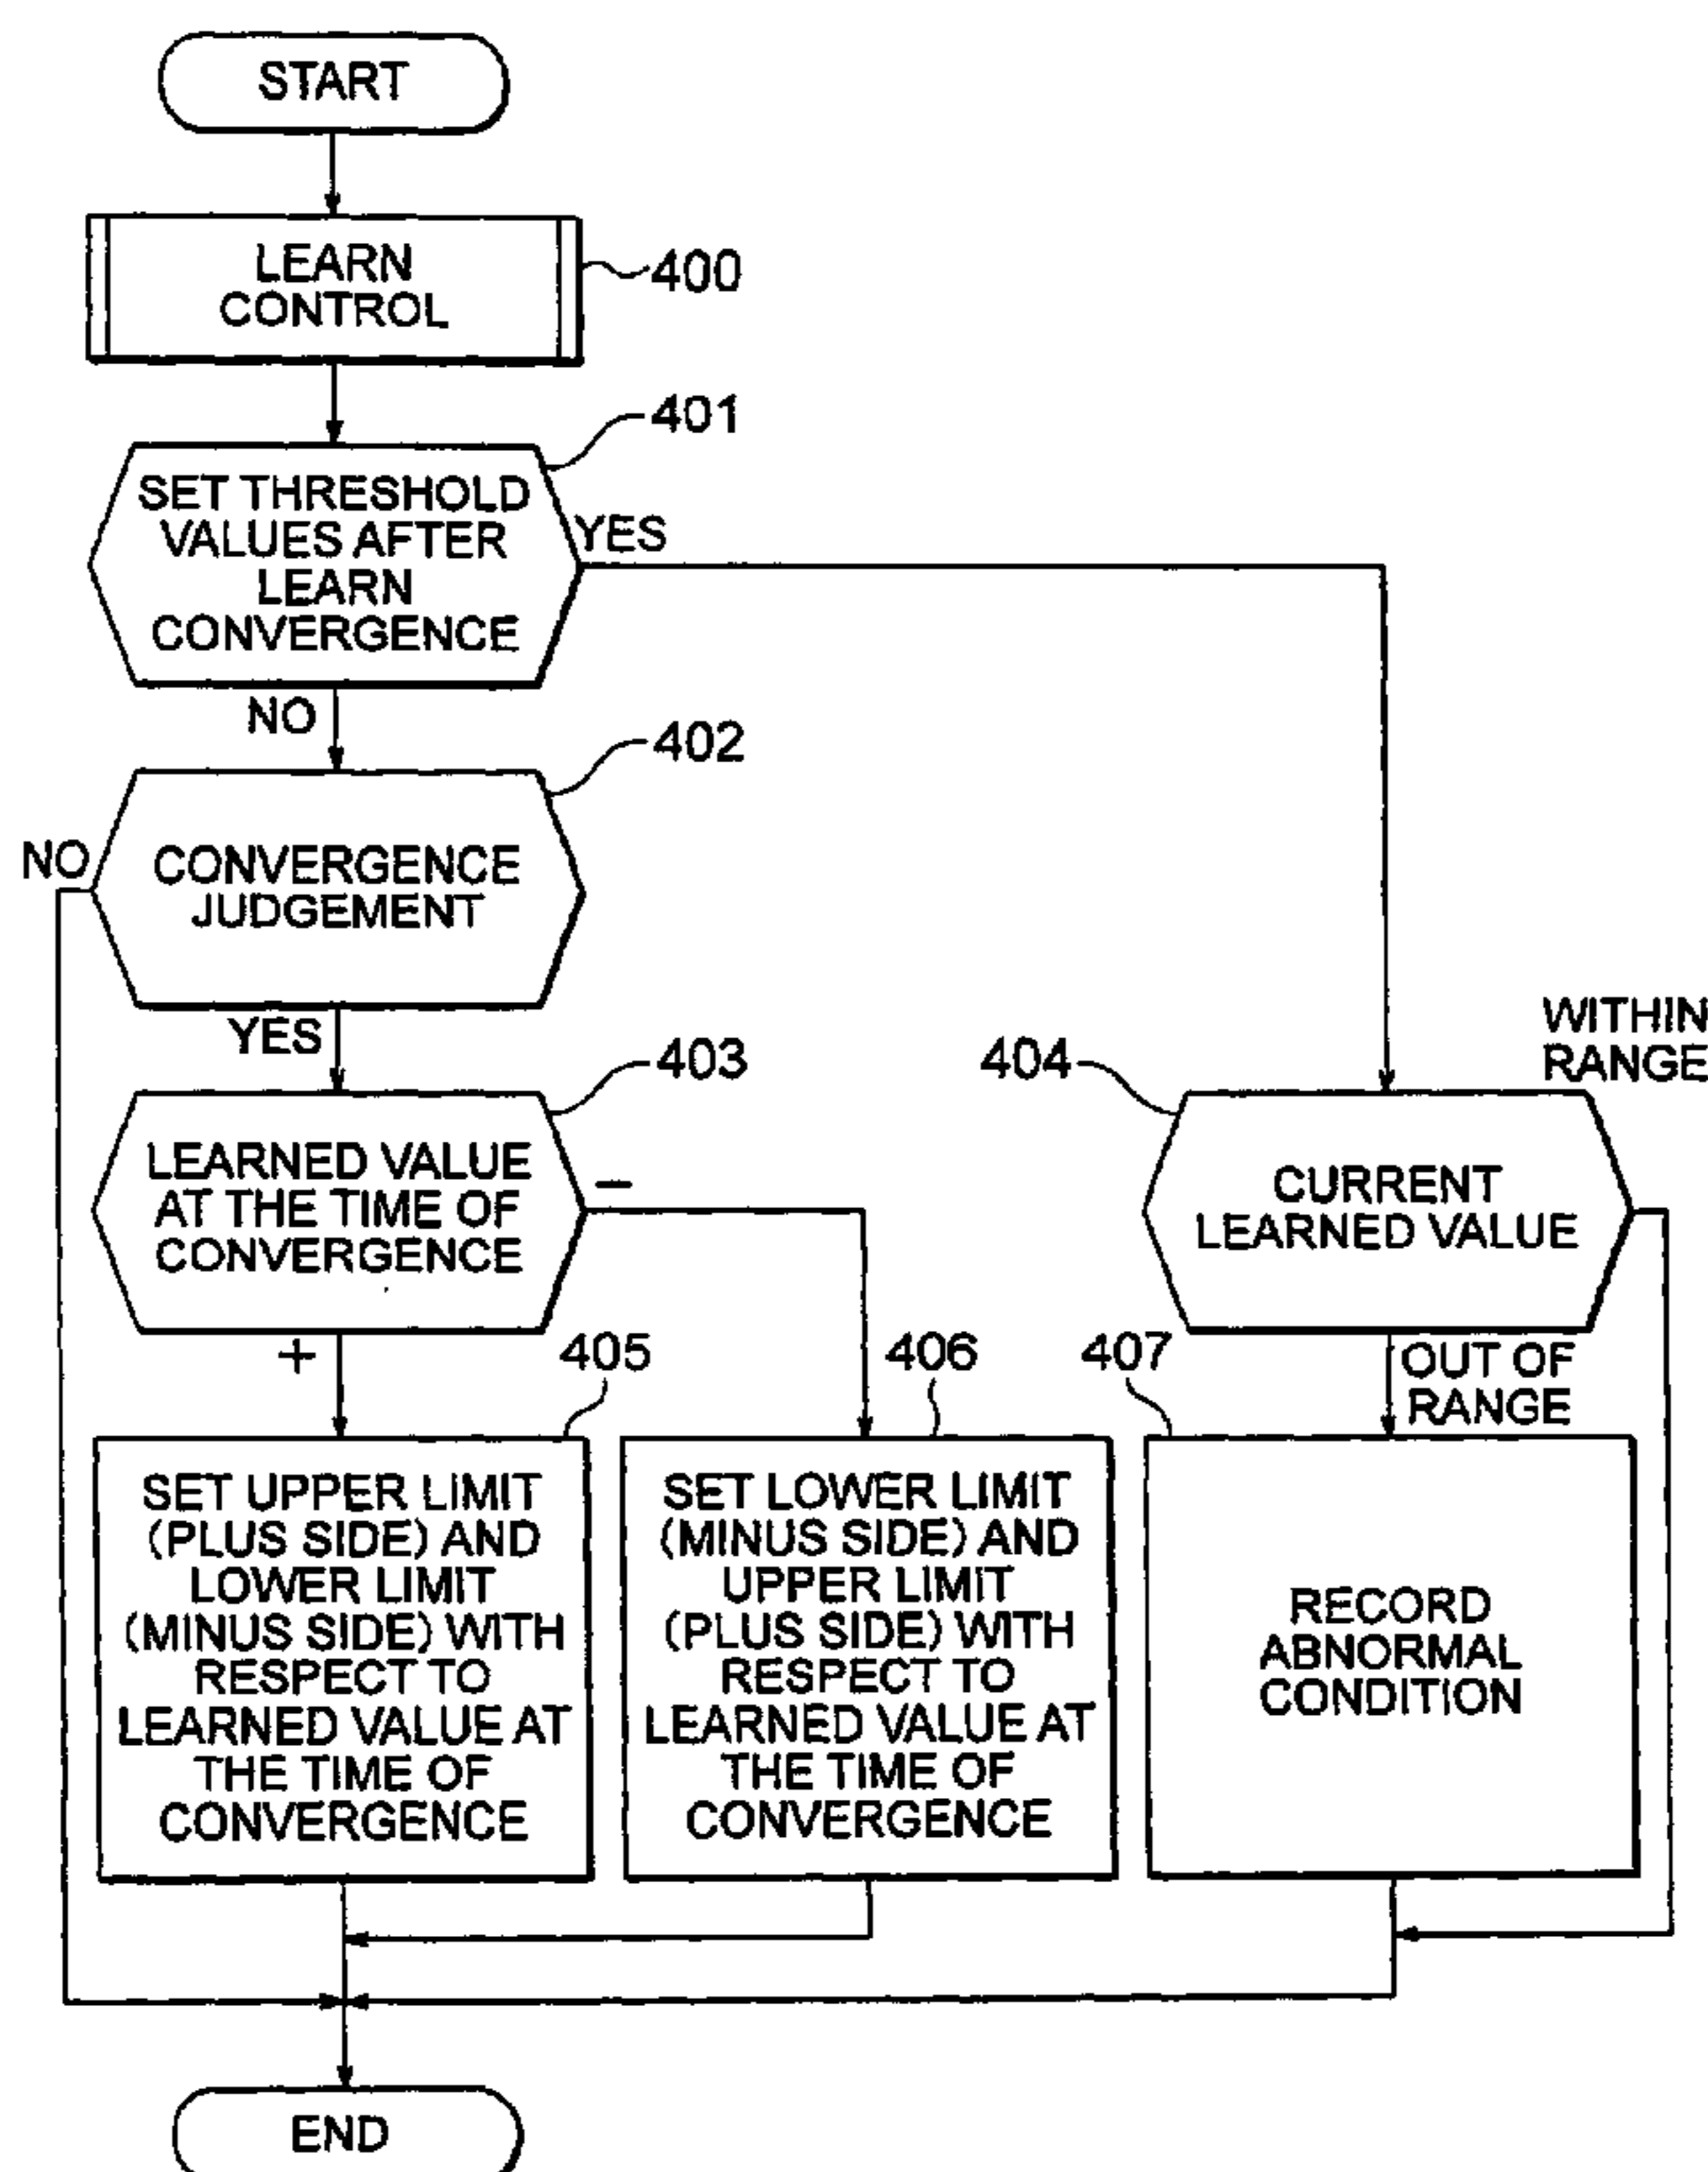 START
LEARN
CONTROL
400
401
SET THRESHOLD
VALUES AFTER
LEARN
CONVERGENCE
YES
NO
402
NO
CONVERGENCE
JUDGEMENT
YES
403
LEARNED VALUE
AT THE TIME OF
CONVERGENCE
−
+
404
WITHIN
RANGE
CURRENT
LEARNED VALUE
OUT OF
RANGE
405
SET UPPER LIMIT
(PLUS SIDE) AND
LOWER LIMIT
(MINUS SIDE) WITH
RESPECT TO
LEARNED VALUE AT
THE TIME OF
CONVERGENCE
406
SET LOWER LIMIT
(MINUS SIDE) AND
UPPER LIMIT
(PLUS SIDE) WITH
RESPECT TO
LEARNED VALUE AT
THE TIME OF
CONVERGENCE
407
RECORD
ABNORMAL
CONDITION
END